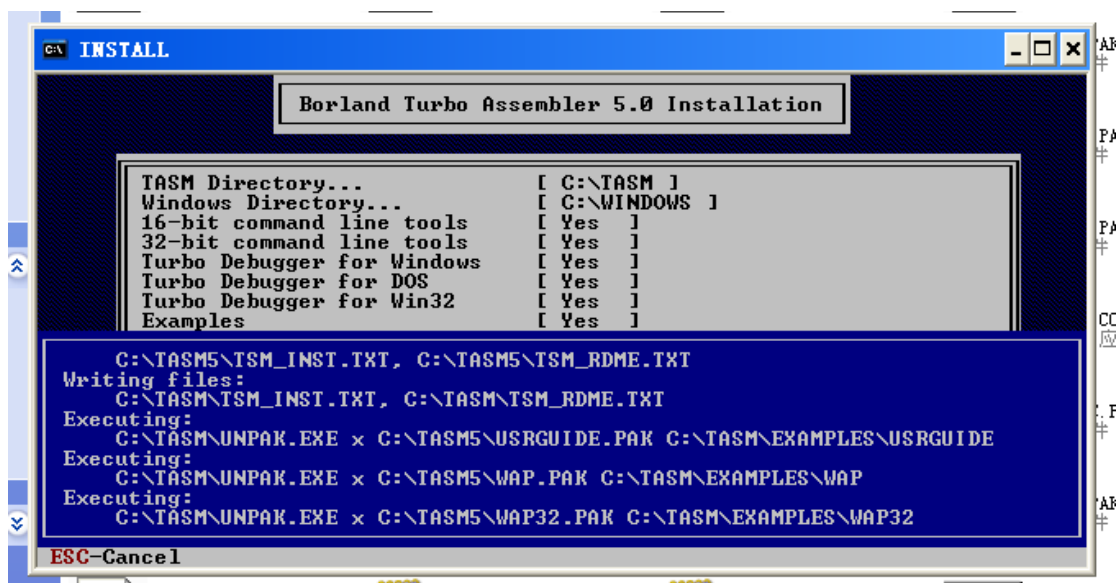 INSTALL
Borland Turbo Assembler 5.0 Installation
TASM Directory... [ C:\TASM ]
Windows Directory... [ C:\WINDOWS ]
16-bit command line tools [ Yes ]
32-bit command line tools [ Yes ]
Turbo Debugger for Windows [ Yes ]
Turbo Debugger for DOS [ Yes ]
Turbo Debugger for Win32 [ Yes ]
Examples [ Yes ]
C:\TASM5\TSM_INST.TXT, C:\TASM5\TSM_RDME.TXT
Writing files:
C:\TASM\TSM_INST.TXT, C:\TASM\TSM_RDME.TXT
Executing:
C:\TASM\UNPAK.EXE x C:\TASM5\USRGUIDE.PAK C:\TASM\EXAMPLES\USRGUIDE
Executing:
C:\TASM\UNPAK.EXE x C:\TASM5\WAP.PAK C:\TASM\EXAMPLES\WAP
Executing:
C:\TASM\UNPAK.EXE x C:\TASM5\WAP32.PAK C:\TASM\EXAMPLES\WAP32
ESC-Cancel